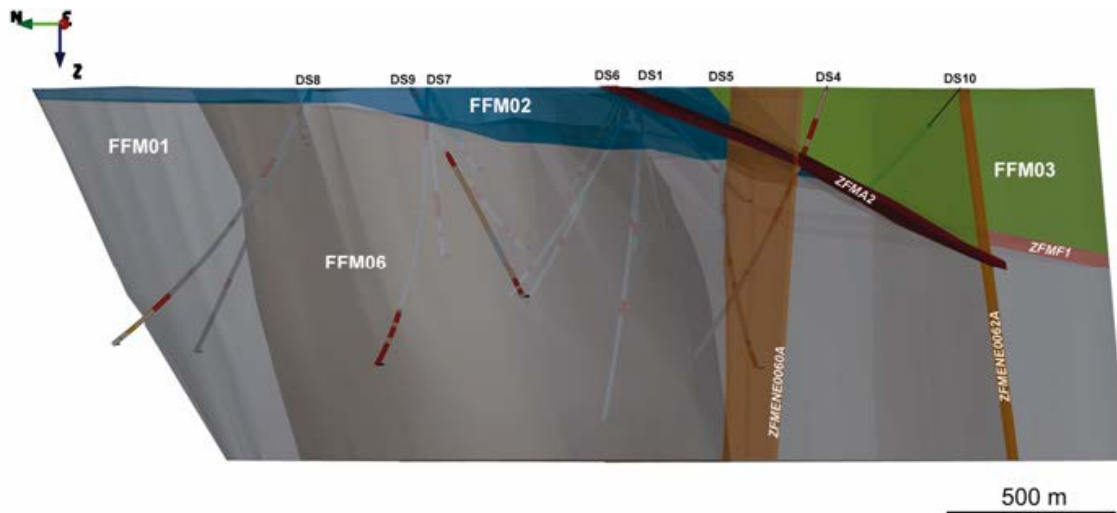 N E
Z
DS8 DS9 DS7 DS6 DS1 DS5 DS4 DS10
FFM02
FFM01
FFM03
ZFMA2
ZFMF1
FFM06
ZFMENE0060A
ZFMENE0062A
500 m